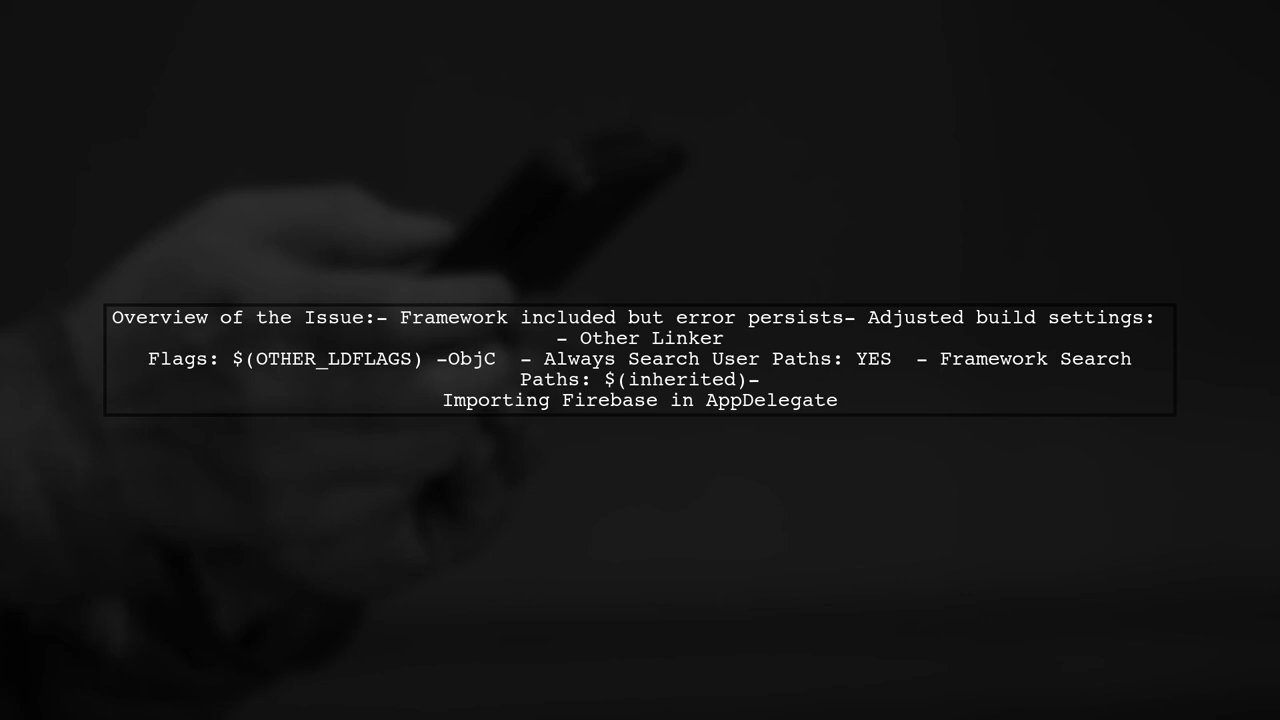 Overview of the Issue:– Framework included but error persists– Adjusted build settings:
– Other Linker
Flags: $(OTHER_LDFLAGS) –ObjC  – Always Search User Paths: YES  – Framework Search
Paths: $(inherited)–
Importing Firebase in AppDelegate